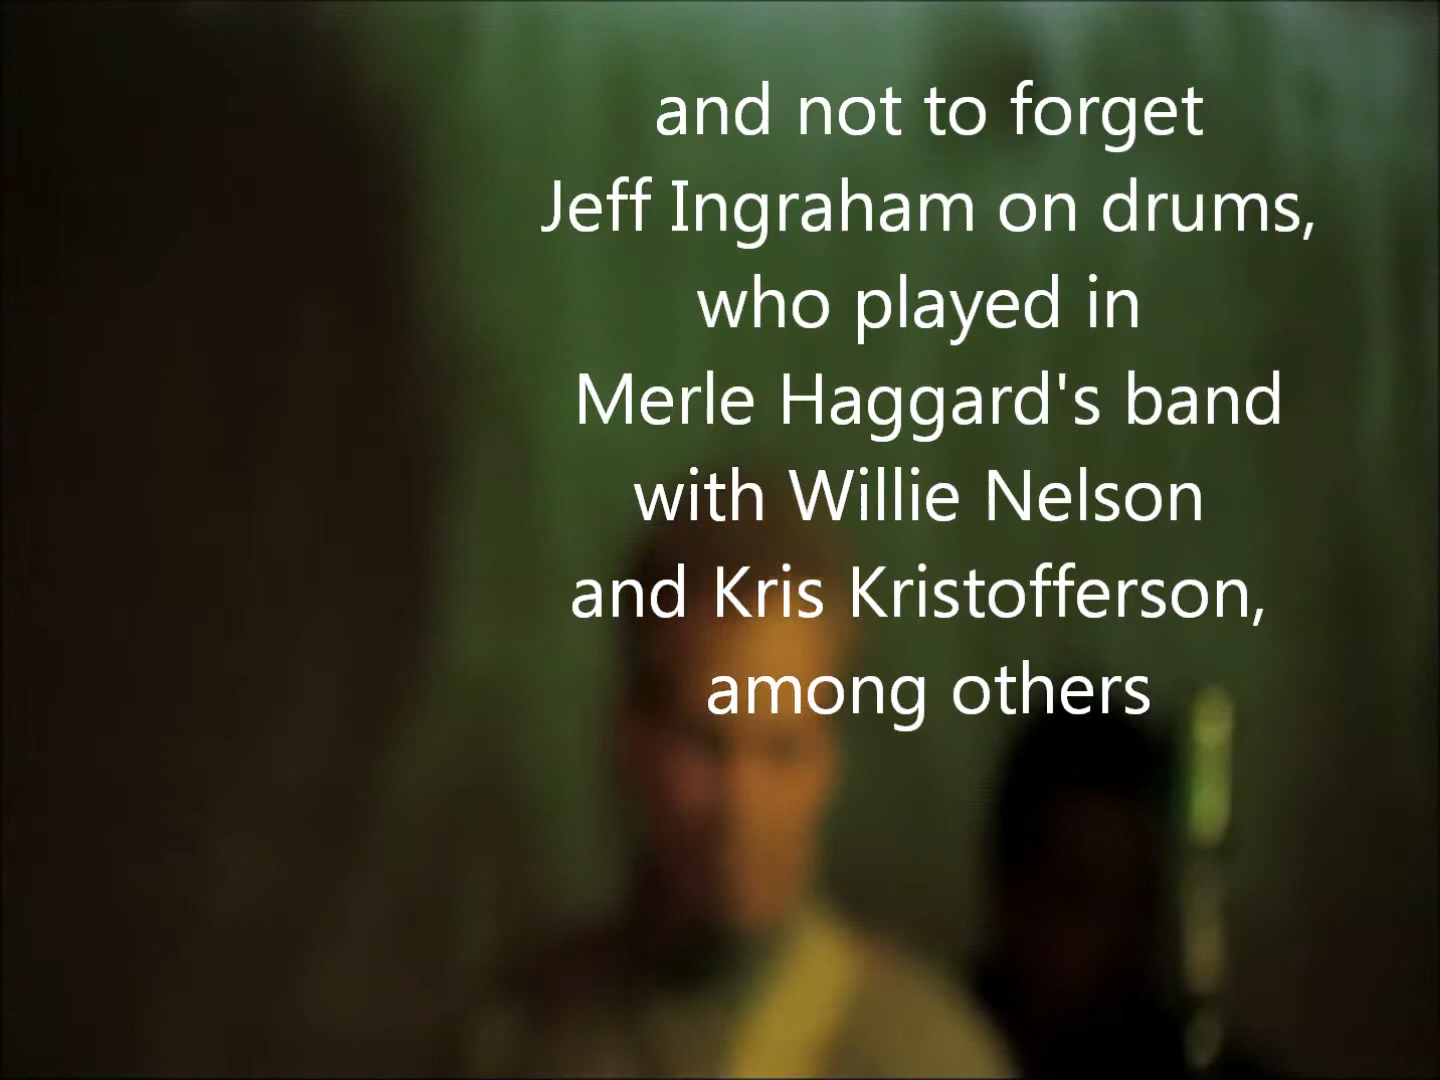 and not to forget
Jeff Ingraham on drums,
who played in
Merle Haggard's band
with Willie Nelson
and Kris Kristofferson,
among others